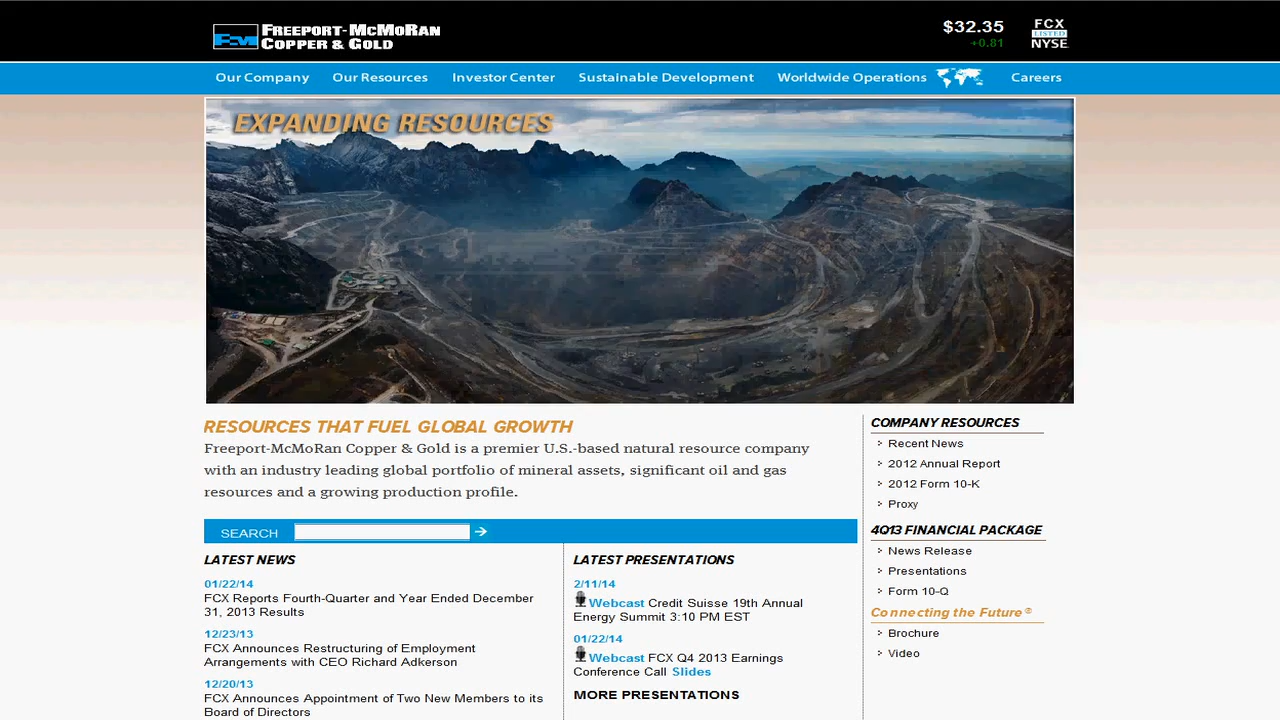 FREEPORT-MCMORAN
COPPER & GOLD
$32.35
+0.81
FCX
LISTED
NYSE
Our Company
Our Resources
Investor Center
Sustainable Development
Worldwide Operations
Careers
EXPANDING RESOURCES
RESOURCES THAT FUEL GLOBAL GROWTH
Freeport-McMoRan Copper & Gold is a premier U.S.-based natural resource company
with an industry leading global portfolio of mineral assets, significant oil and gas
resources and a growing production profile.
SEARCH
LATEST NEWS
01/22/14
FCX Reports Fourth-Quarter and Year Ended December
31, 2013 Results
12/23/13
FCX Announces Restructuring of Employment
Arrangements with CEO Richard Adkerson
12/20/13
FCX Announces Appointment of Two New Members to its
Board of Directors
LATEST PRESENTATIONS
2/11/14
Webcast Credit Suisse 19th Annual
Energy Summit 3:10 PM EST
01/22/14
Webcast FCX Q4 2013 Earnings
Conference Call Slides
MORE PRESENTATIONS
COMPANY RESOURCES
Recent News
2012 Annual Report
2012 Form 10-K
Proxy
4Q13 FINANCIAL PACKAGE
News Release
Presentations
Form 10-Q
Connecting the Future®
Brochure
Video